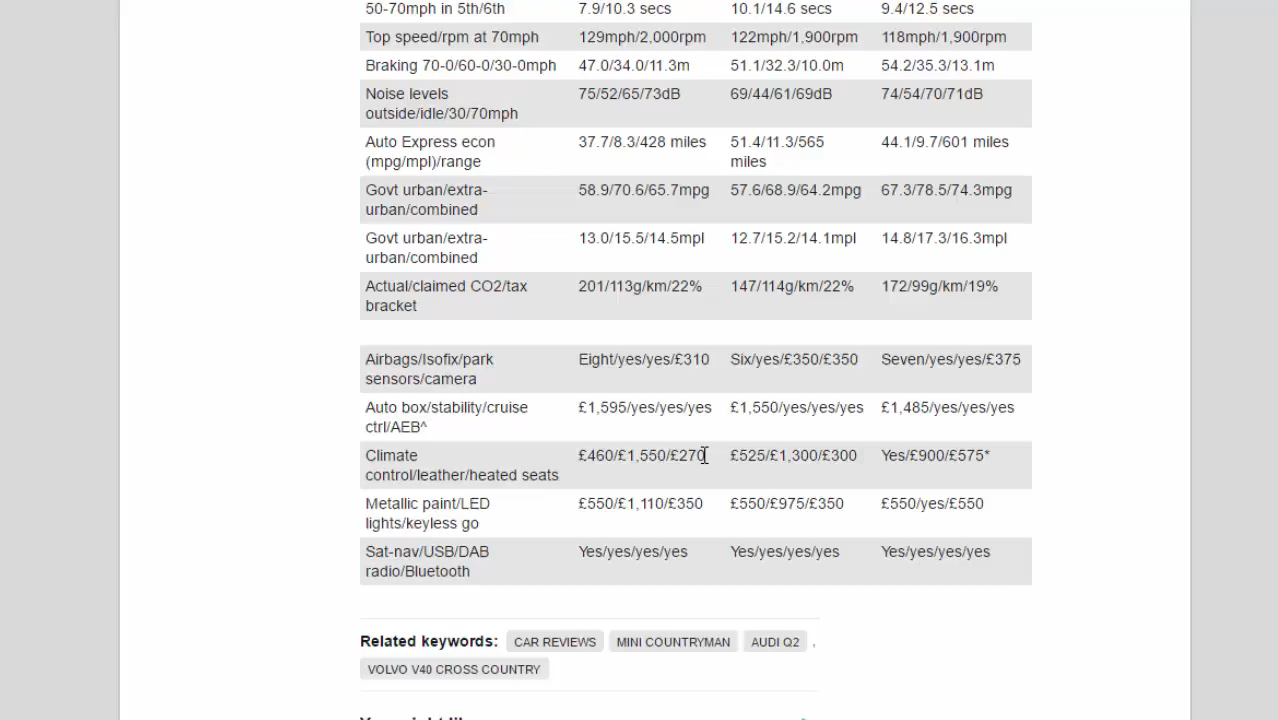 50-70mph in 5th/6th 7.9/10.3 secs 10.1/14.6 secs 9.4/12.5 secs
Top speed/rpm at 70mph 129mph/2,000rpm 122mph/1,900rpm 118mph/1,900rpm
Braking 70-0/60-0/30-0mph 47.0/34.0/11.3m 51.1/32.3/10.0m 54.2/35.3/13.1m
Noise levels 75/52/65/73dB 69/44/61/69dB 74/54/70/71dB
outside/idle/30/70mph
Auto Express econ 37.7/8.3/428 miles 51.4/11.3/565 44.1/9.7/601 miles
(mpg/mpl)/range miles
Govt urban/extra- 58.9/70.6/65.7mpg 57.6/68.9/64.2mpg 67.3/78.5/74.3mpg
urban/combined
Govt urban/extra- 13.0/15.5/14.5mpl 12.7/15.2/14.1mpl 14.8/17.3/16.3mpl
urban/combined
Actual/claimed CO2/tax 201/113g/km/22% 147/114g/km/22% 172/99g/km/19%
bracket
Airbags/Isofix/park Eight/yes/yes/£310 Six/yes/£350/£350 Seven/yes/yes/£375
sensors/camera
Auto box/stability/cruise £1,595/yes/yes/yes £1,550/yes/yes/yes £1,485/yes/yes/yes
ctrl/AEB^
Climate £460/£1,550/£270 £525/£1,300/£300 Yes/£900/£575*
control/leather/heated seats
Metallic paint/LED £550/£1,110/£350 £550/£975/£350 £550/yes/£550
lights/keyless go
Sat-nav/USB/DAB Yes/yes/yes/yes Yes/yes/yes/yes Yes/yes/yes/yes
radio/Bluetooth
Related keywords: CAR REVIEWS MINI COUNTRYMAN AUDI Q2 ,
VOLVO V40 CROSS COUNTRY